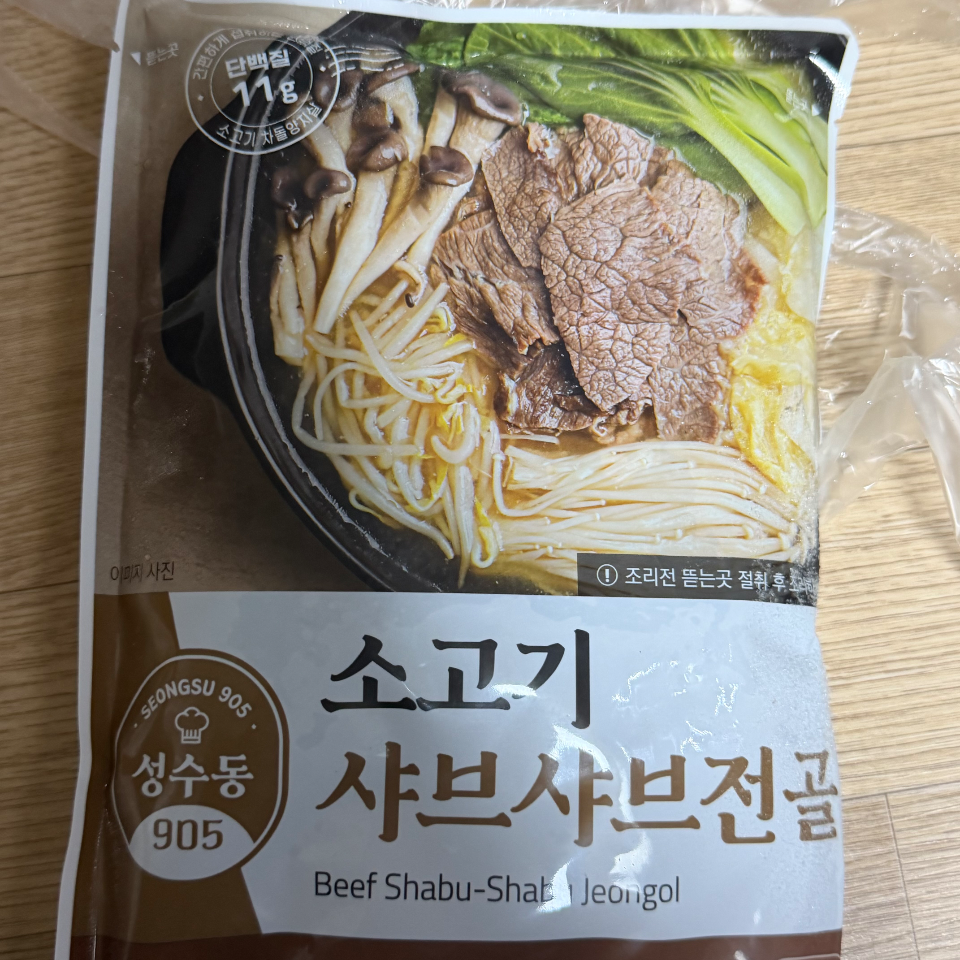 뜯는곳
간편하게
단백질
11g
소고기 차돌양지살
이미지 사진
조리전 뜯는곳 절취 후
소고기
샤브샤브전골
SEONGSU 905
성수동
905
Beef Shabu-Shabu Jeongol